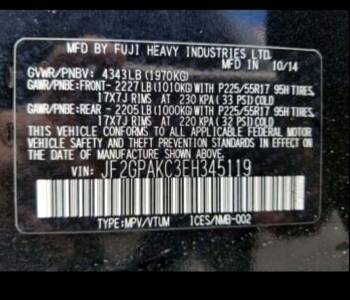 MFD BY FUJI HEAVY INDUSTRIES LTD.
GVWR/PNBV: 4343LB(1970KG) MFD IN 10/14
GAWR/PNBE:FRONT- 2227LB(1010KG)WITH P225/55R17 95H TIRES
17X7J RIMS AT 230 KPA(33 PSI)COLD
GAWR/PNBE:REAR - 2205LB(1000KG)WITH P225/55R17 95H TIRES
17X7J RIMS AT 220 KPA(32 PSI)COLD
THIS VEHICLE CONFORMS TO ALL APPLICABLE FEDERAL MOTOR
VEHICLE SAFETY, BUMPER, AND THEFT PREVENTION STANDARDS
IN EFFECT ON THE DATE OF MANUFACTURE SHOWN ABOVE.
VIN: JF2GPAKC3EH345119
TYPE:MPV/VTUM ICES/NMB-002